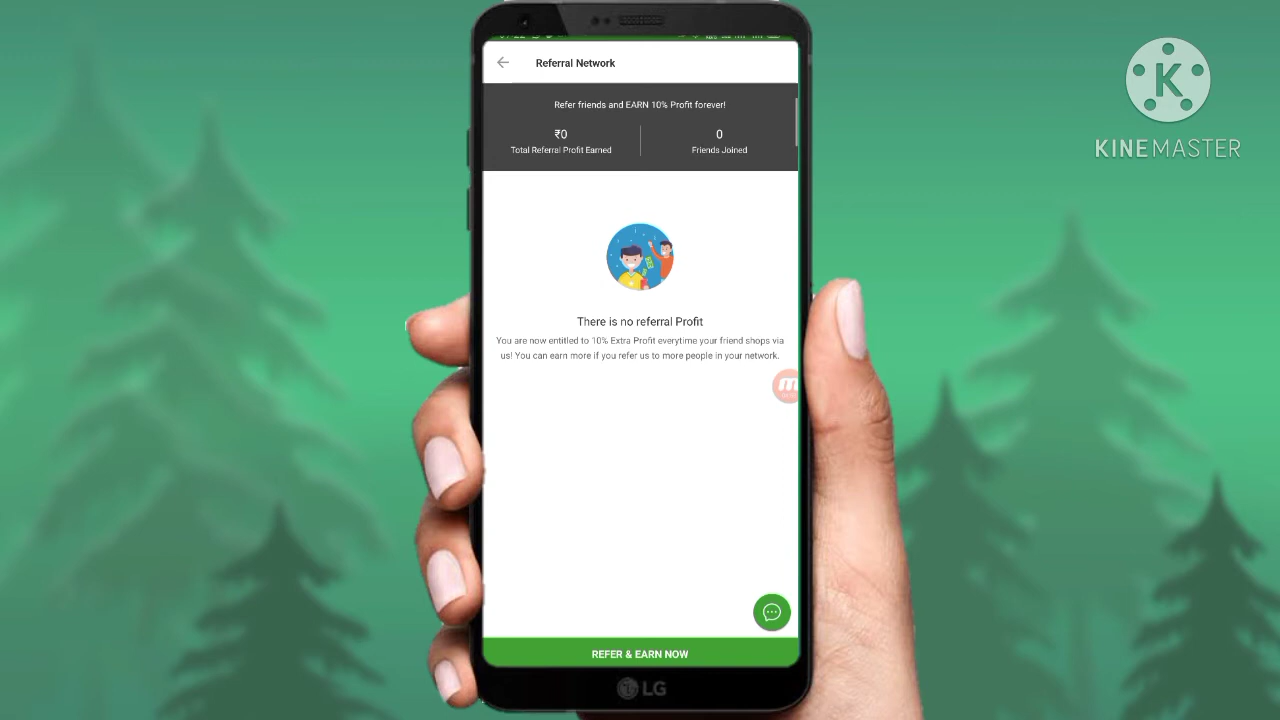 Referral Network
Refer friends and EARN 10% Profit forever!
₹0
Total Referral Profit Earned
0
Friends Joined
There is no referral Profit
You are now entitled to 10% Extra Profit everytime your friend shops via
us! You can earn more if you refer us to more people in your network.
REFER & EARN NOW
LG
K
KINEMASTER